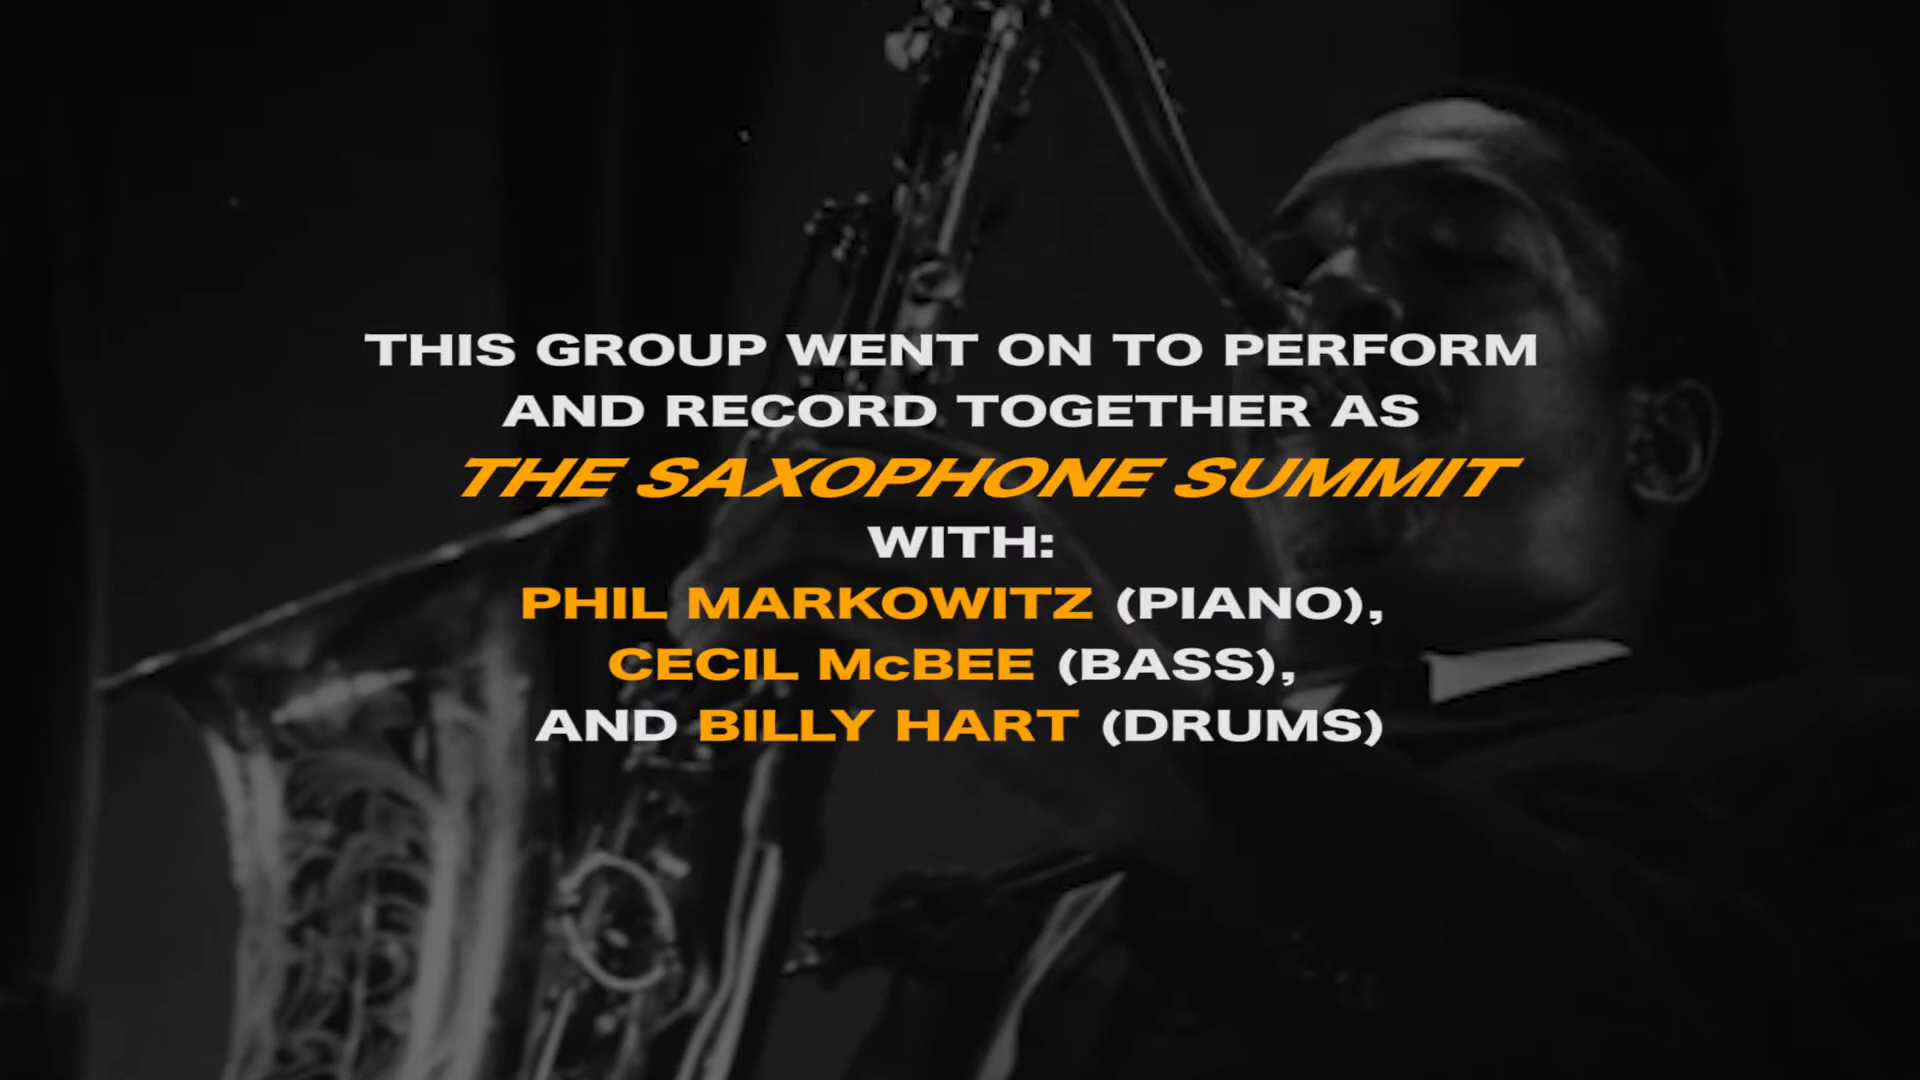 THIS GROUP WENT ON TO PERFORM
AND RECORD TOGETHER AS
THE SAXOPHONE SUMMIT
WITH:
PHIL MARKOWITZ (PIANO),
CECIL McBEE (BASS),
AND BILLY HART (DRUMS)